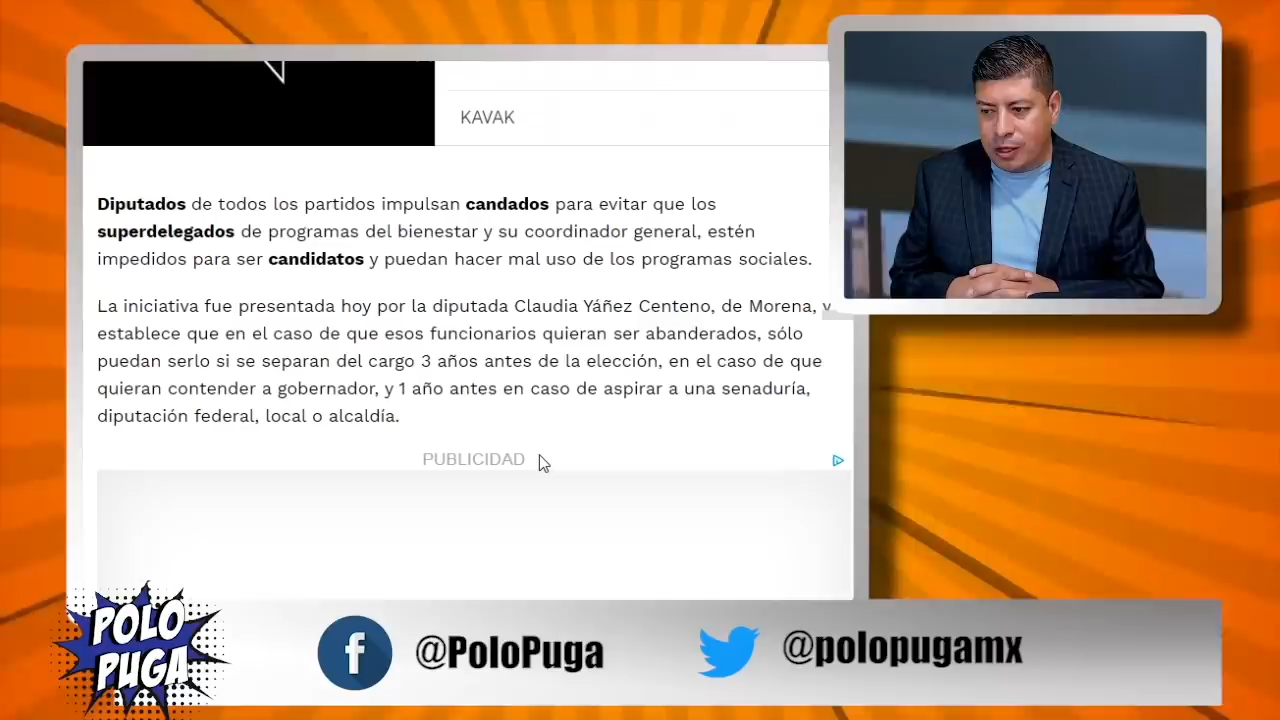 KAVAK
Diputados de todos los partidos impulsan candados para evitar que los
superdelegados de programas del bienestar y su coordinador general, estén
impedidos para ser candidatos y puedan hacer mal uso de los programas sociales.
La iniciativa fue presentada hoy por la diputada Claudia Yáñez Centeno, de Morena, y
establece que en el caso de que esos funcionarios quieran ser abanderados, sólo
puedan serlo si se separan del cargo 3 años antes de la elección, en el caso de que
quieran contender a gobernador, y 1 año antes en caso de aspirar a una senaduría,
diputación federal, local o alcaldía.
PUBLICIDAD
POLO
PUGA
@PoloPuga
@polopugamx